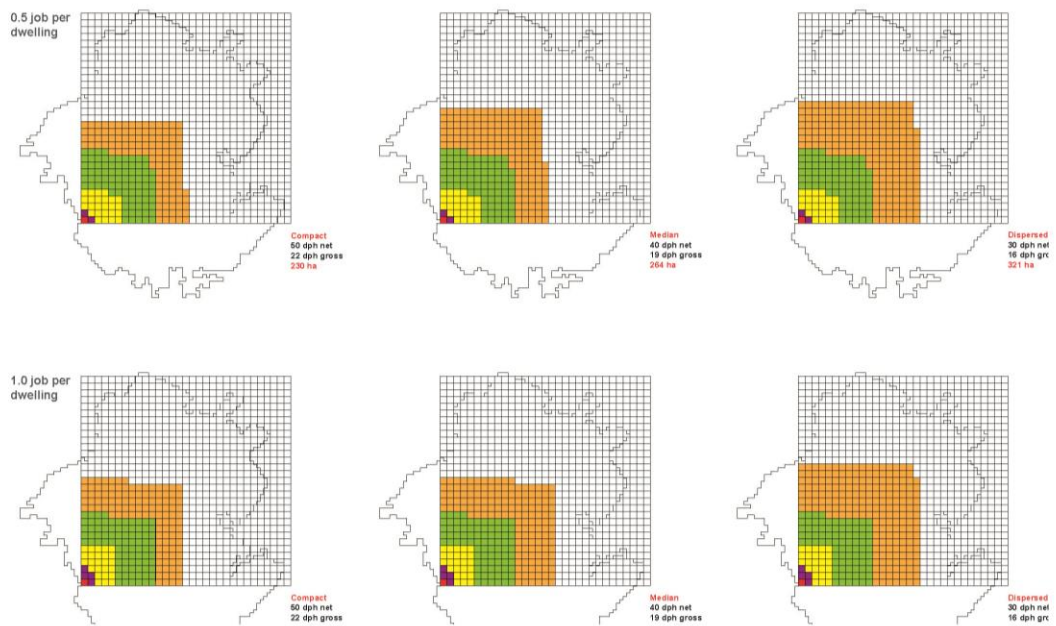 0.5 job per
dwelling
Compact
50 dph net
22 dph gross
230 ha
Median
40 dph net
19 dph gross
264 ha
Dispersed
30 dph net
16 dph gro
321 ha
1.0 job per
dwelling
Compact
50 dph net
22 dph gross
Median
40 dph net
19 dph gross
Dispersed
30 dph net
16 dph gro